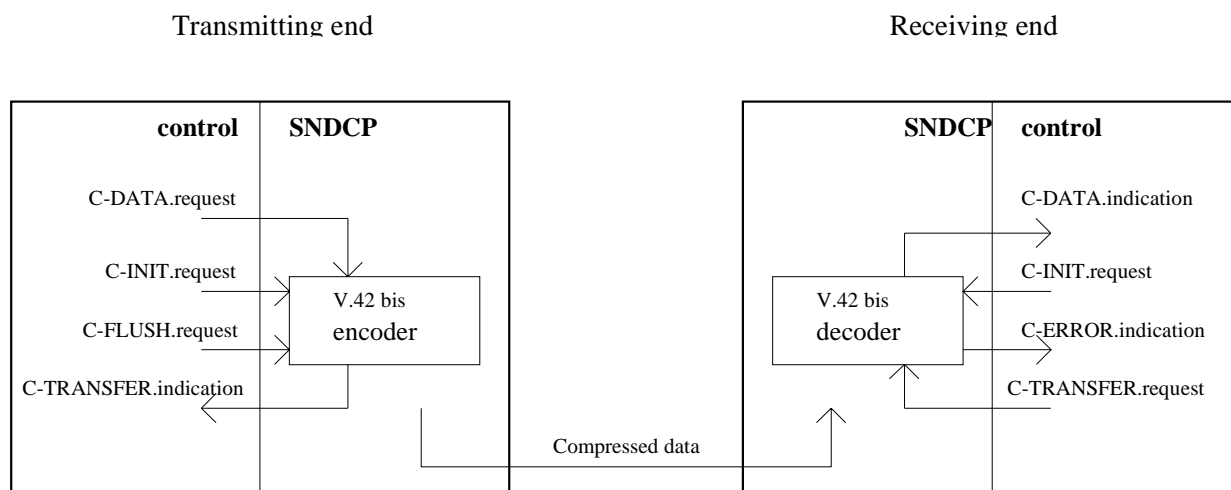 Transmitting end
Receiving end
control SNDCP
SNDCP control
C-DATA.request
C-INIT.request
C-FLUSH.request
C-TRANSFER.indication
V.42 bis
encoder
V.42 bis
decoder
C-DATA.indication
C-INIT.request
C-ERROR.indication
C-TRANSFER.request
Compressed data